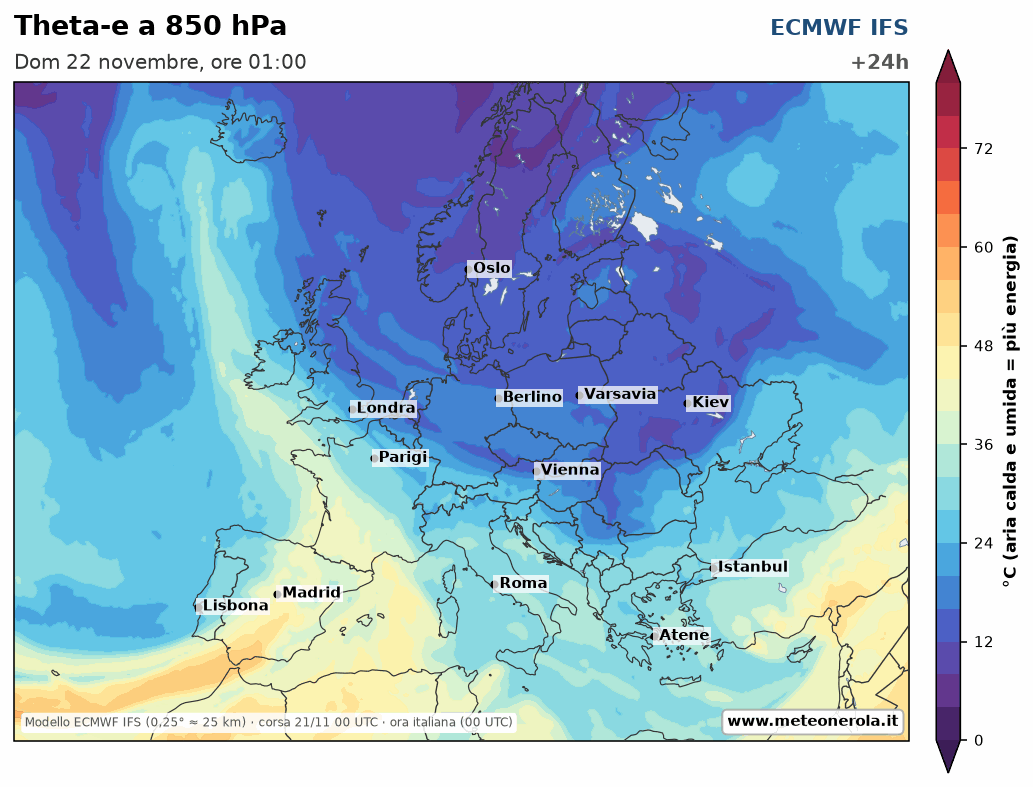 Theta-e a 850 hPa
ECMWF IFS
Dom 22 novembre, ore 01:00
+24h
Oslo
Londra
Berlino
Varsavia
Kiev
Parigi
Vienna
Istanbul
Roma
Madrid
Lisbona
Atene
Modello ECMWF IFS (0,25° ≈ 25 km) · corsa 21/11 00 UTC · ora italiana (00 UTC)
www.meteonerola.it
72
60
48
36
24
12
0
°C (aria calda e umida = più energia)